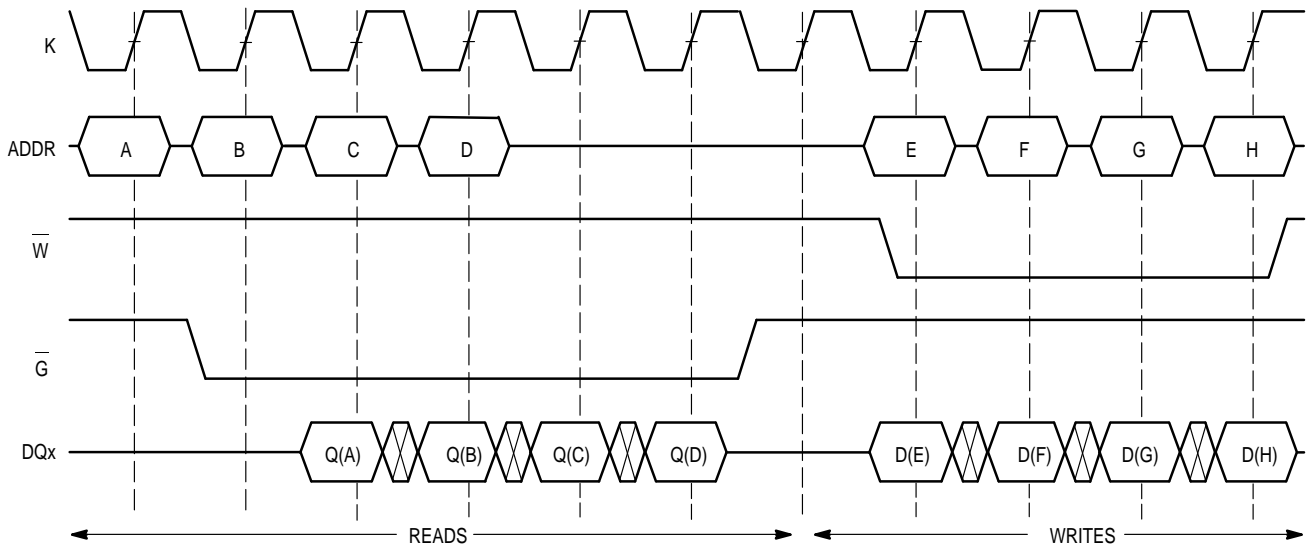 K
ADDR A B C D E F G H
W
G
DQx Q(A) Q(B) Q(C) Q(D) D(E) D(F) D(G) D(H)
READS WRITES